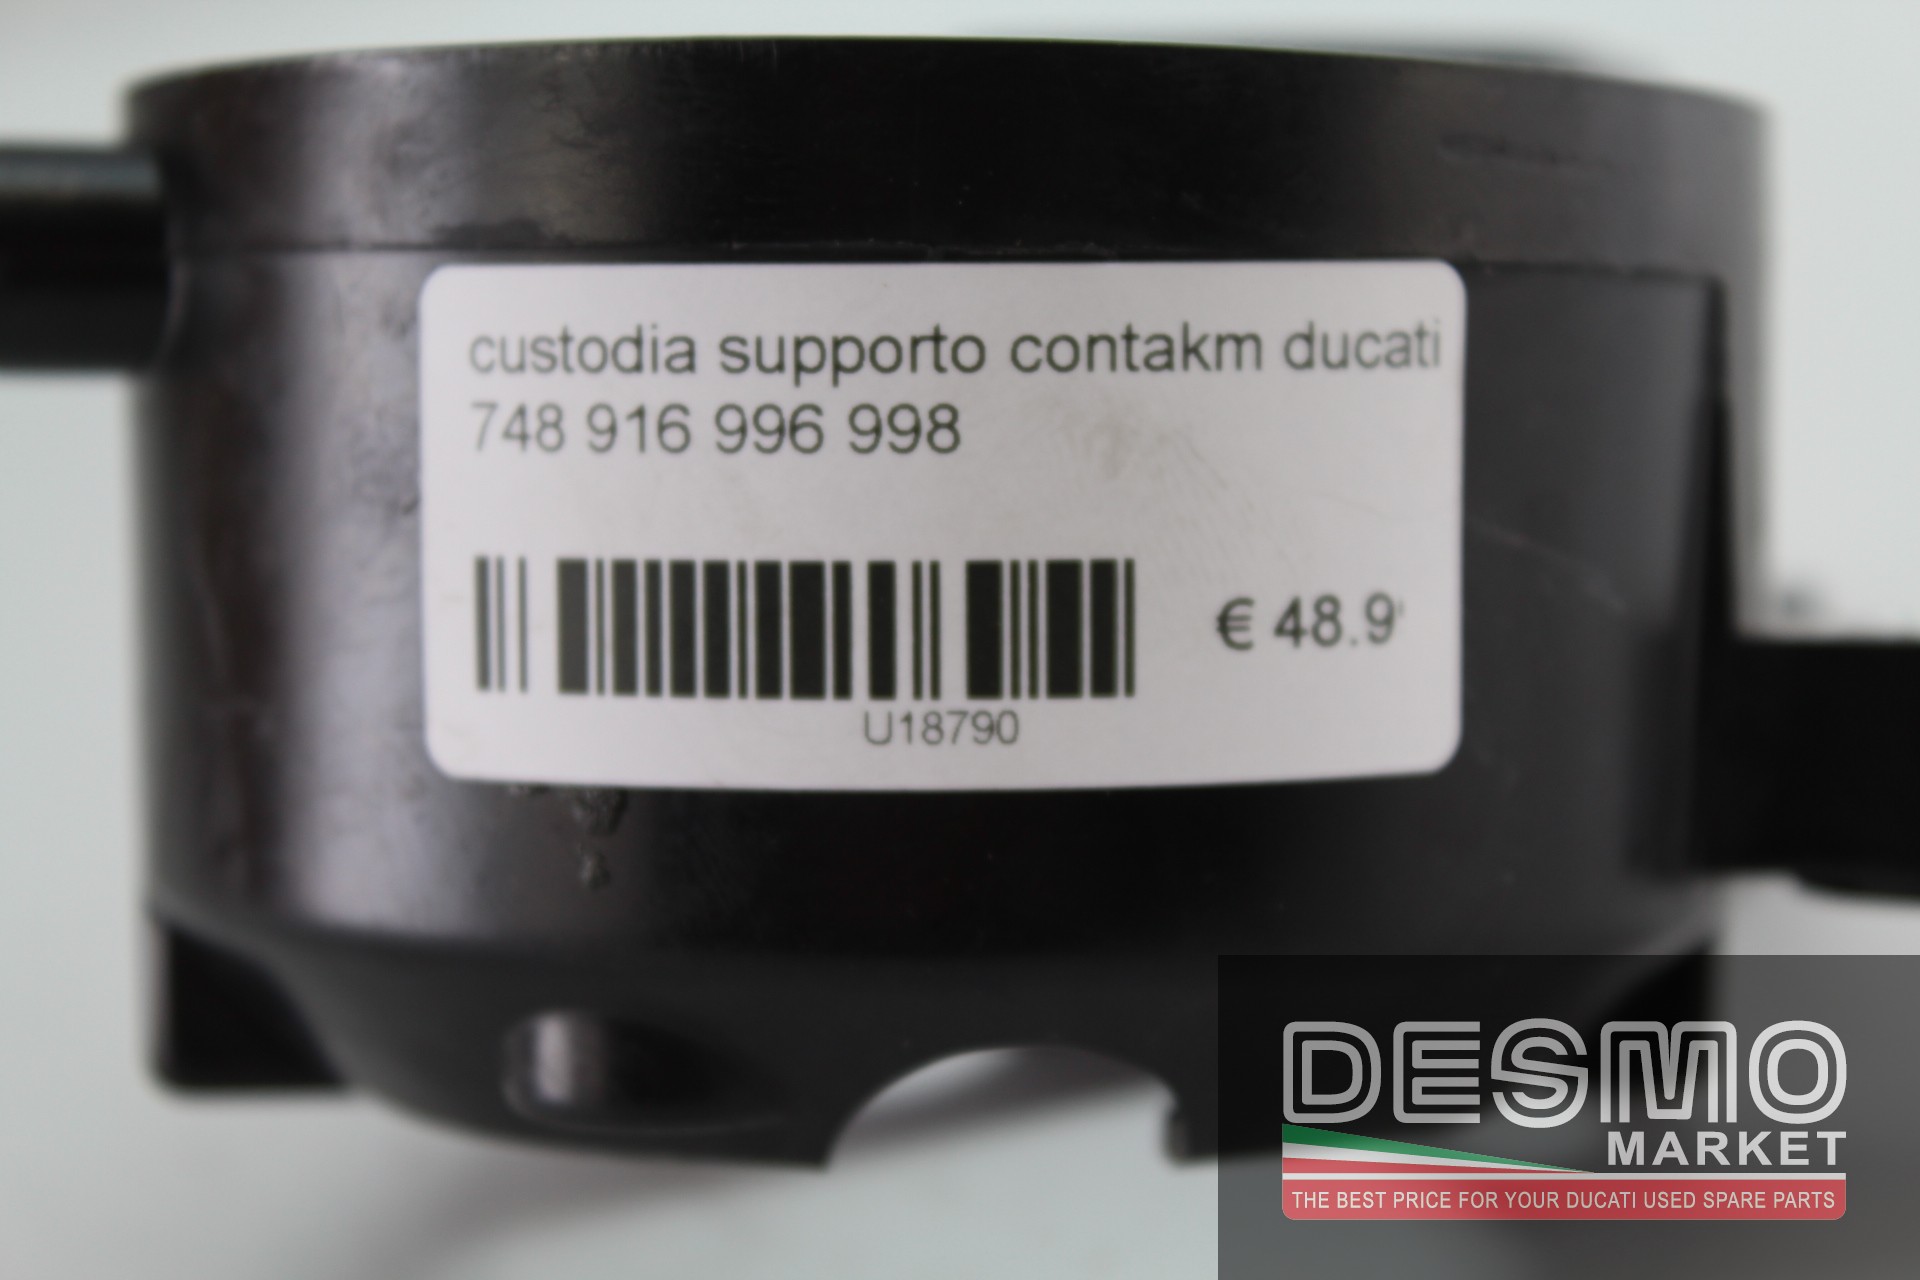 custodia supporto contakm ducati
748 916 996 998
€ 48.9
U18790
DESMO
MARKET
THE BEST PRICE FOR YOUR DUCATI USED SPARE PARTS